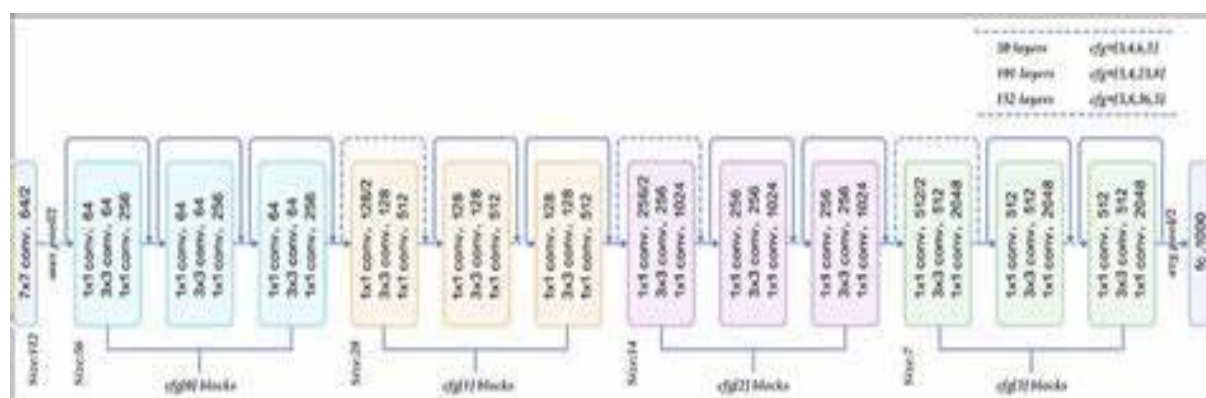 50 layers cfg=[3,4,6,3]
101 layers cfg=[3,4,23,8]
152 layers cfg=[3,8,36,3]
7x7 conv, 64/2
max pool/2
1x1 conv, 64
3x3 conv, 64
1x1 conv, 256
1x1 conv, 64
3x3 conv, 64
1x1 conv, 256
1x1 conv, 64
3x3 conv, 64
1x1 conv, 256
1x1 conv, 128/2
3x3 conv, 128
1x1 conv, 512
1x1 conv, 128
3x3 conv, 128
1x1 conv, 512
1x1 conv, 128
3x3 conv, 128
1x1 conv, 512
1x1 conv, 256/2
3x3 conv, 256
1x1 conv, 1024
1x1 conv, 256
3x3 conv, 256
1x1 conv, 1024
1x1 conv, 256
3x3 conv, 256
1x1 conv, 1024
1x1 conv, 512/2
3x3 conv, 512
1x1 conv, 2048
1x1 conv, 512
3x3 conv, 512
1x1 conv, 2048
1x1 conv, 512
3x3 conv, 512
1x1 conv, 2048
avg pool/2
fc, 1000
Size:112
Size:56
Size:28
Size:14
Size:7
cfg[0] blocks
cfg[1] blocks
cfg[2] blocks
cfg[3] blocks